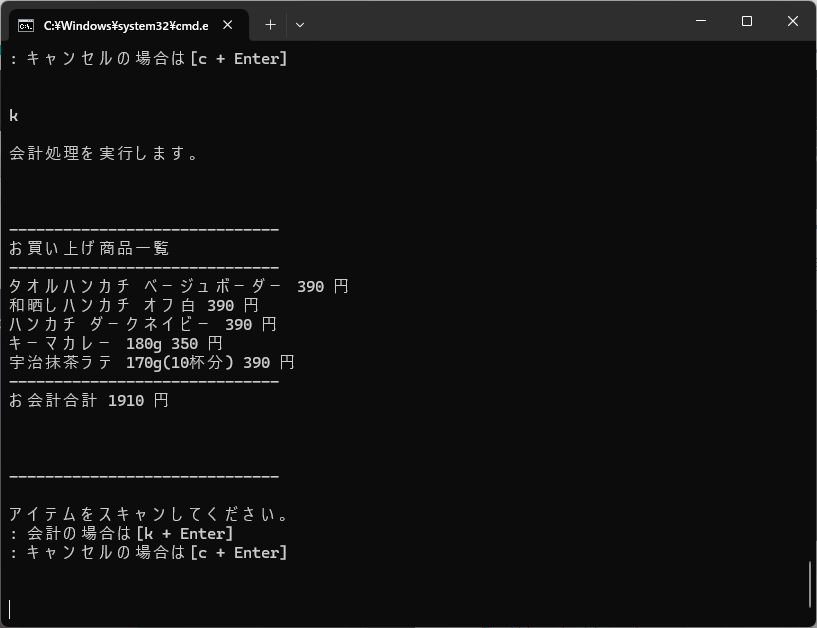 C:¥Windows¥system32¥cmd.e
: キャンセルの場合は[c + Enter]
k
会計処理を実行します。
------------------------------
お買い上げ商品一覧
------------------------------
タオルハンカチ ベージュボーダー 390 円
和晒しハンカチ オフ白 390 円
ハンカチ ダークネイビー 390 円
キーマカレー 180g 350 円
宇治抹茶ラテ 170g(10杯分) 390 円
------------------------------
お会計合計 1910 円
------------------------------
アイテムをスキャンしてください。
: 会計の場合は[k + Enter]
: キャンセルの場合は[c + Enter]